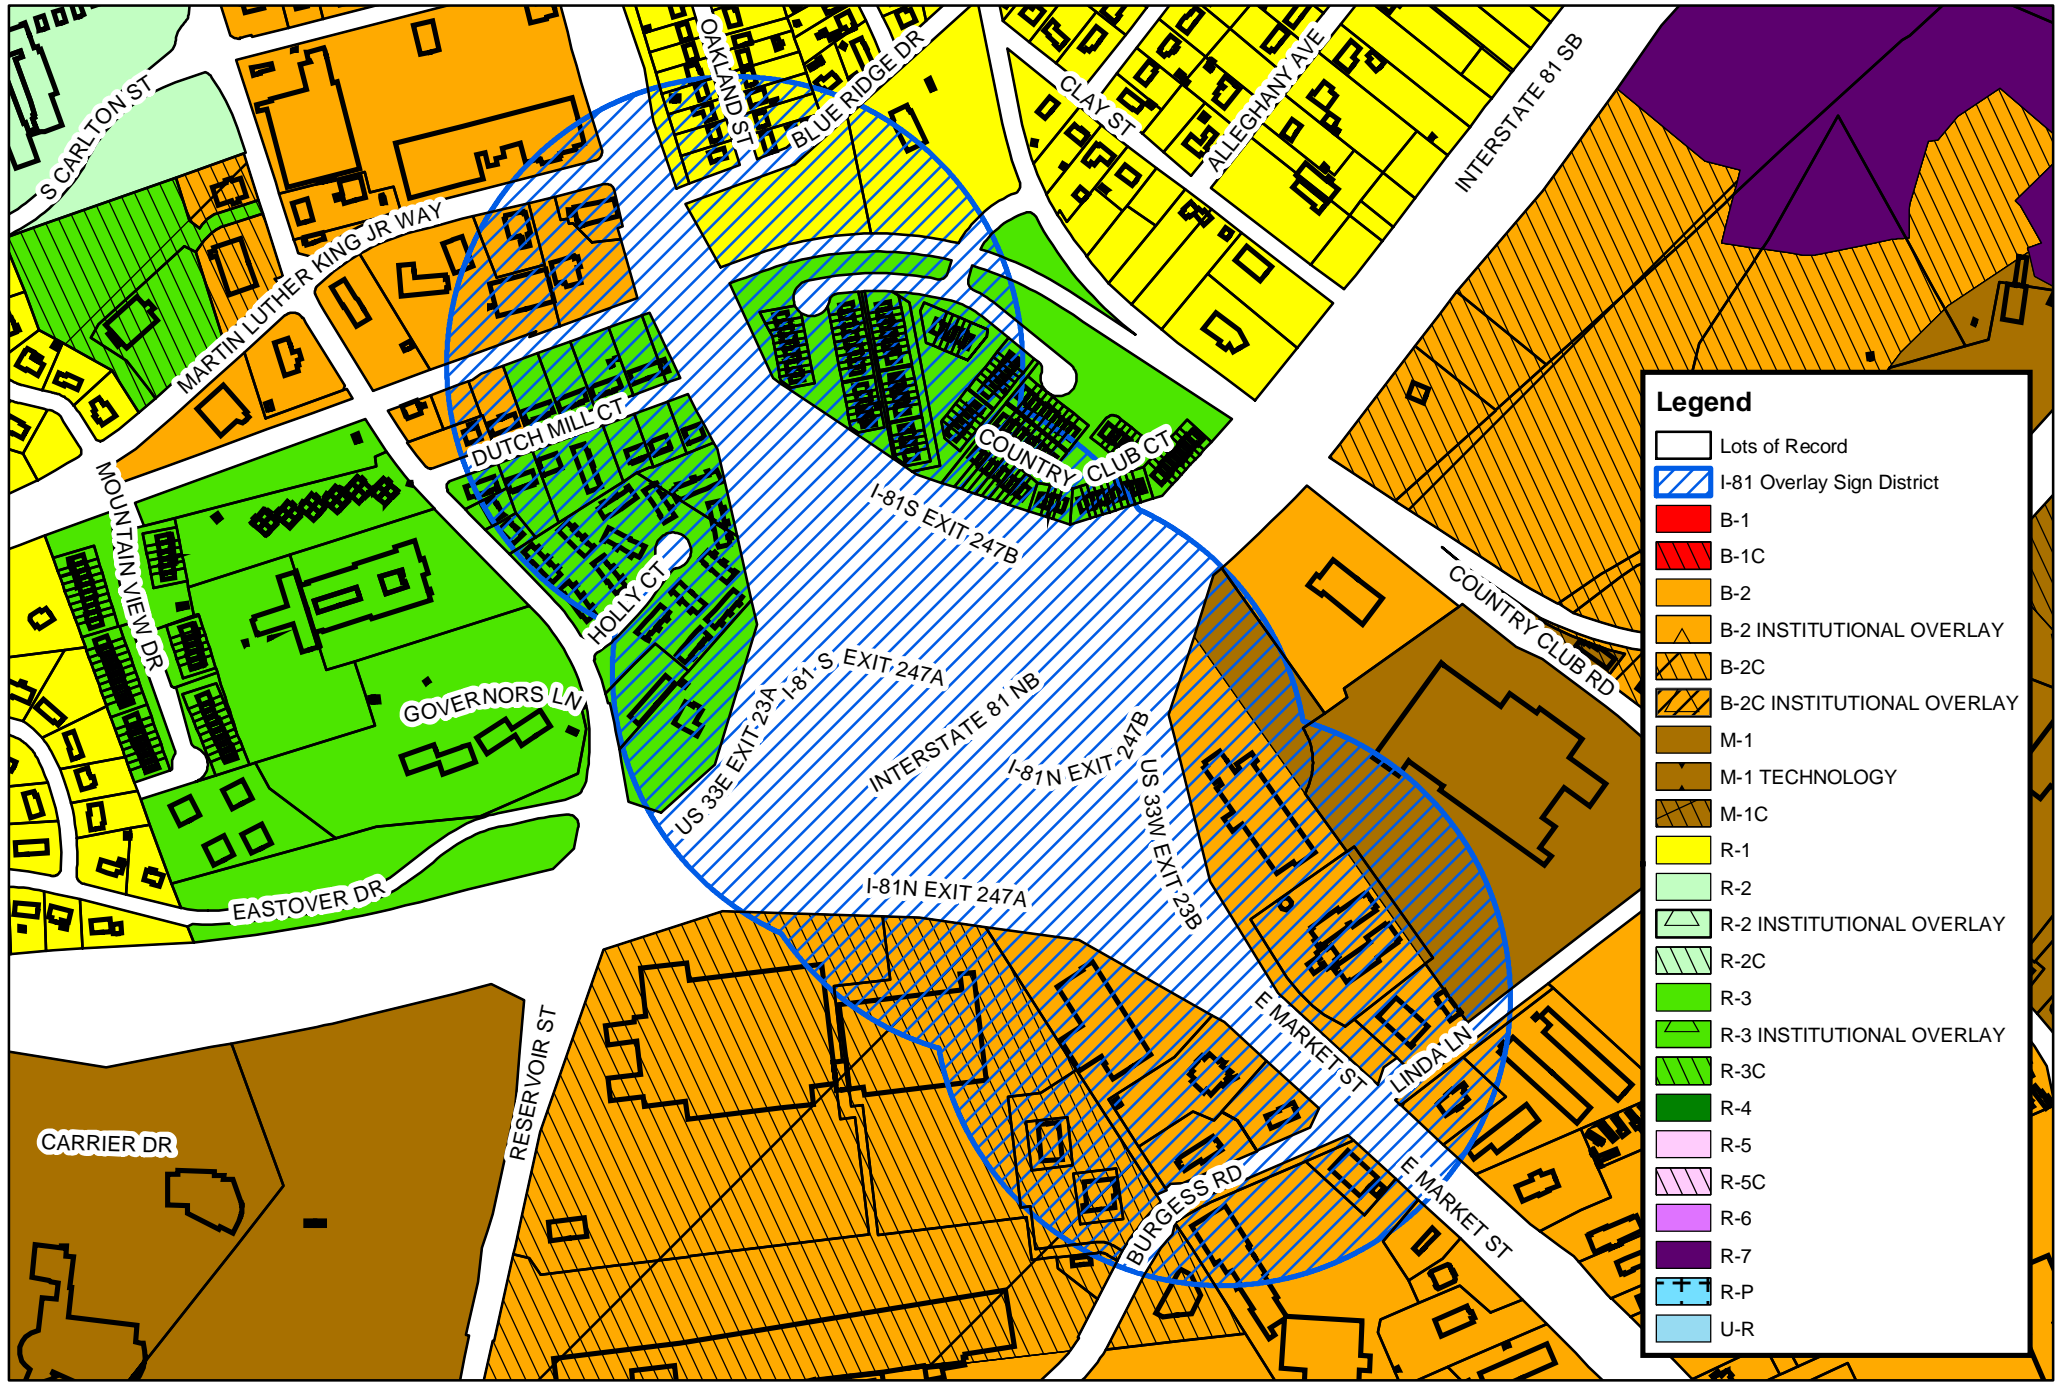 OAKLAND ST
BLUE RIDGE DR
CLAY ST
ALLEGHANY AVE
INTERSTATE 81 SB
S CARLTON ST
MARTIN LUTHER KING JR WAY
DUTCH MILL CT
COUNTRY CLUB CT
MOUNTAIN VIEW DR
I-81S EXIT 247B
HOLLY CT
COUNTRY CLUB RD
GOVERNORS LN
I-81 S EXIT 247A
US 33E EXIT 23A
INTERSTATE 81 NB
I-81N EXIT 247B
US 33W EXIT 23B
EASTOVER DR
I-81N EXIT 247A
E MARKET ST
LINDA LN
RESERVOIR ST
CARRIER DR
BURGESS RD
E MARKET ST
Legend
Lots of Record
I-81 Overlay Sign District
B-1
B-1C
B-2
B-2 INSTITUTIONAL OVERLAY
B-2C
B-2C INSTITUTIONAL OVERLAY
M-1
M-1 TECHNOLOGY
M-1C
R-1
R-2
R-2 INSTITUTIONAL OVERLAY
R-2C
R-3
R-3 INSTITUTIONAL OVERLAY
R-3C
R-4
R-5
R-5C
R-6
R-7
R-P
U-R